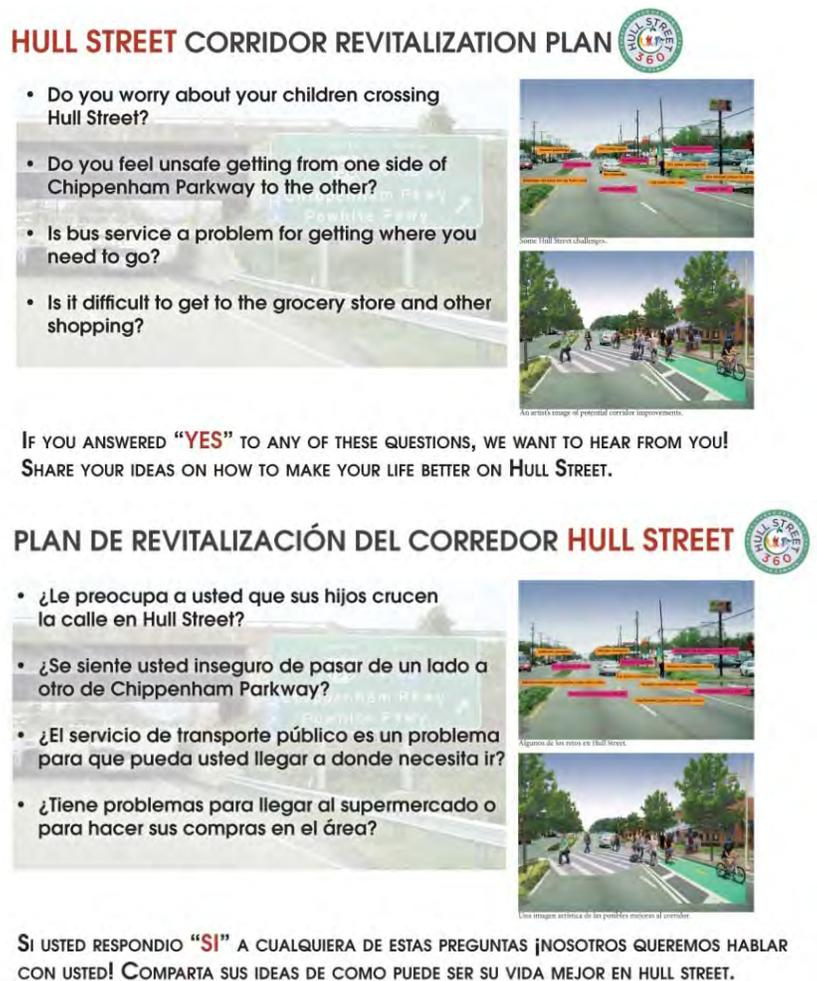 HULL STREET CORRIDOR REVITALIZATION PLAN
HULL STREET
360
• Do you worry about your children crossing
Hull Street?
• Do you feel unsafe getting from one side of
Chippenham Parkway to the other?
• Is bus service a problem for getting where you
need to go?
• Is it difficult to get to the grocery store and other
shopping?
Chippenham Pkwy
Powhite Pkwy
Some Hull Street challenges.
An artist's image of potential corridor improvements.
IF YOU ANSWERED “YES” TO ANY OF THESE QUESTIONS, WE WANT TO HEAR FROM YOU!
SHARE YOUR IDEAS ON HOW TO MAKE YOUR LIFE BETTER ON HULL STREET.
PLAN DE REVITALIZACIÓN DEL CORREDOR HULL STREET
HULL STREET
360
• ¿Le preocupa a usted que sus hijos crucen
la calle en Hull Street?
• ¿Se siente usted inseguro de pasar de un lado a
otro de Chippenham Parkway?
• ¿El servicio de transporte público es un problema
para que pueda usted llegar a donde necesita ir?
• ¿Tiene problemas para llegar al supermercado o
para hacer sus compras en el área?
Chippenham Pkwy
Powhite Pkwy
Algunos de los retos en Hull Street.
Una imagen artística de las posibles mejoras al corredor.
SI USTED RESPONDIO “SI” A CUALQUIERA DE ESTAS PREGUNTAS ¡NOSOTROS QUEREMOS HABLAR
CON USTED! COMPARTA SUS IDEAS DE COMO PUEDE SER SU VIDA MEJOR EN HULL STREET.